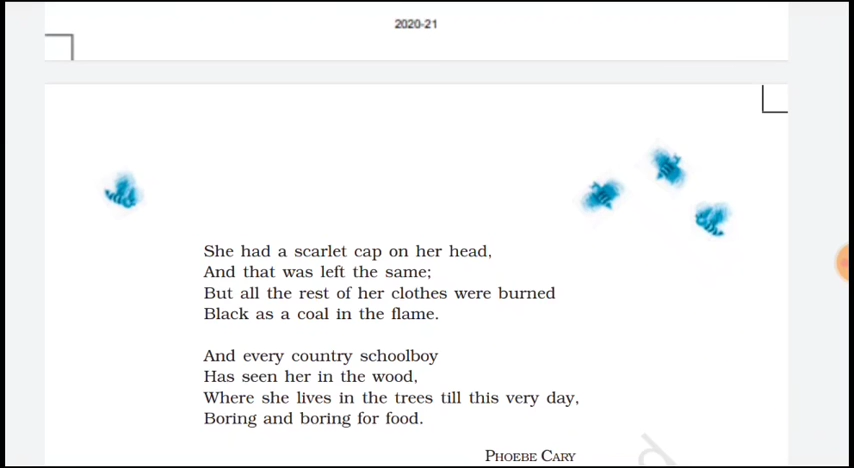 2020-21
She had a scarlet cap on her head,
And that was left the same;
But all the rest of her clothes were burned
Black as a coal in the flame.
And every country schoolboy
Has seen her in the wood,
Where she lives in the trees till this very day,
Boring and boring for food.
PHOEBE CARY